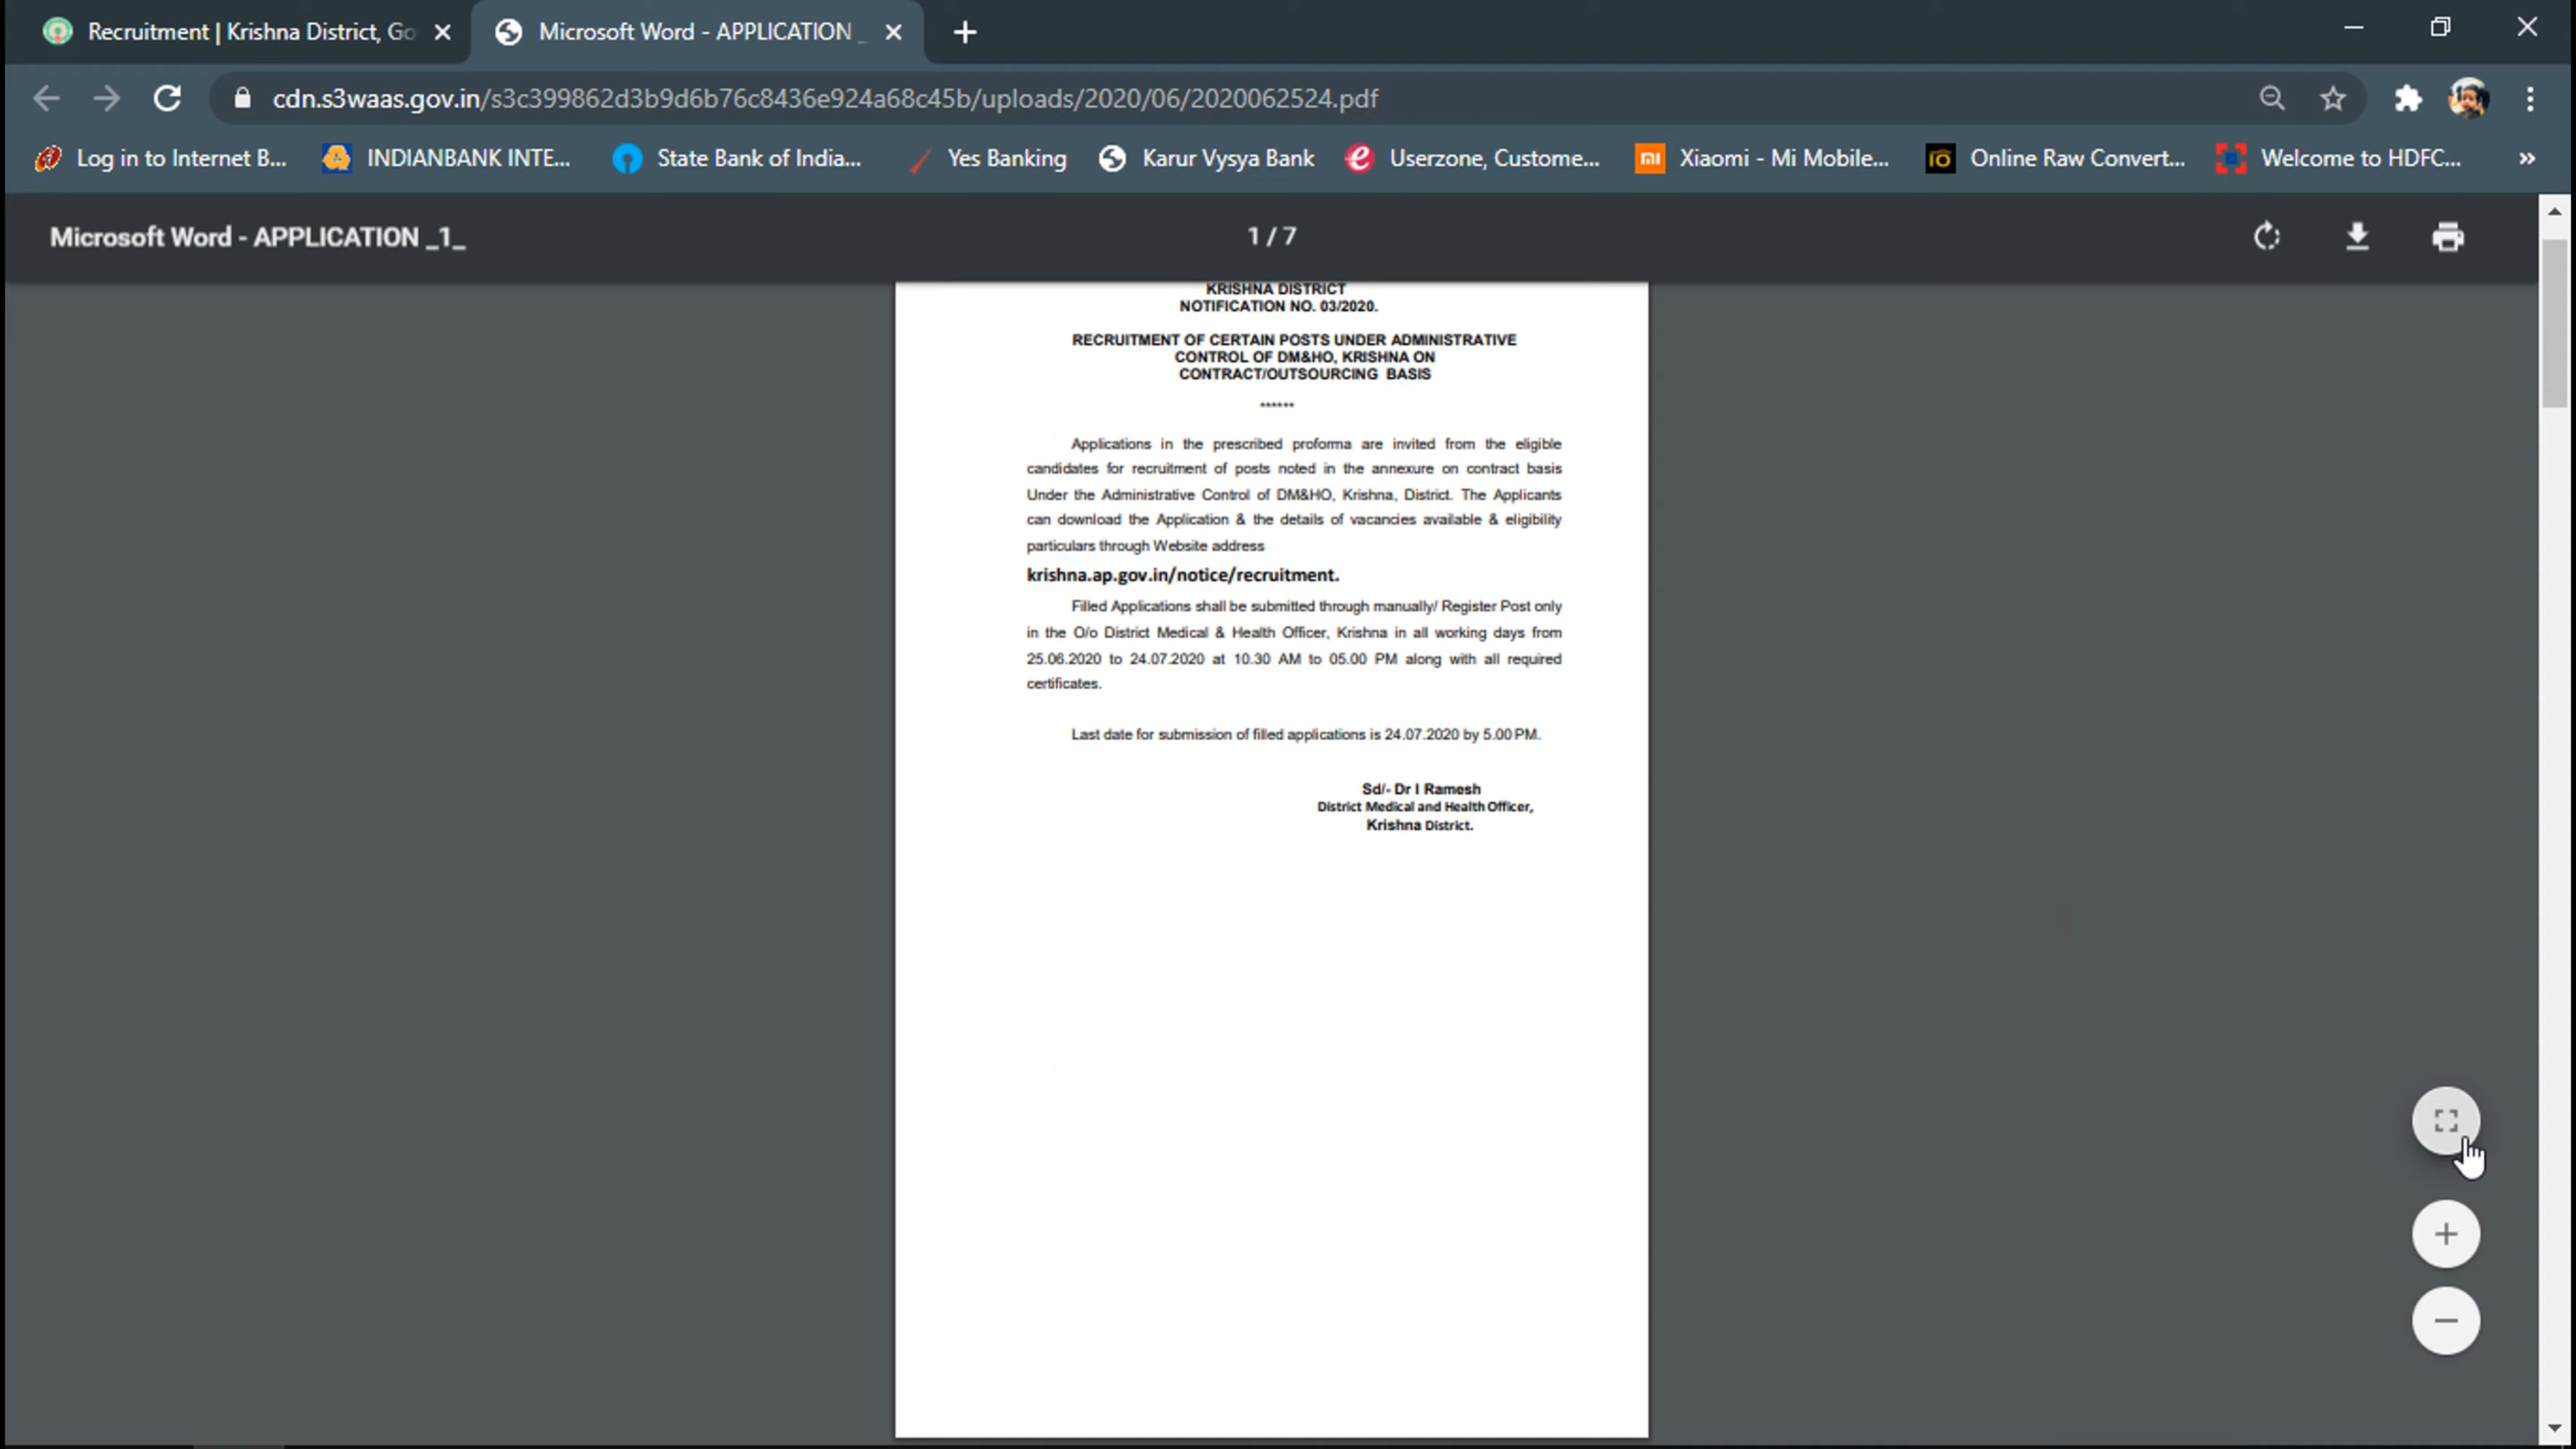 Recruitment | Krishna District, Go
Microsoft Word - APPLICATION _
cdn.s3waas.gov.in/s3c399862d3b9d6b76c8436e924a68c45b/uploads/2020/06/2020062524.pdf
Log in to Internet B...
INDIANBANK INTE...
State Bank of India...
Yes Banking
Karur Vysya Bank
Userzone, Custome...
Xiaomi - Mi Mobile...
Online Raw Convert...
Welcome to HDFC...
Microsoft Word - APPLICATION _1_
1 / 7
KRISHNA DISTRICT
NOTIFICATION NO. 03/2020.
RECRUITMENT OF CERTAIN POSTS UNDER ADMINISTRATIVE
CONTROL OF DM&HO, KRISHNA ON
CONTRACT/OUTSOURCING BASIS
******
Applications in the prescribed proforma are invited from the eligible
candidates for recruitment of posts noted in the annexure on contract basis
Under the Administrative Control of DM&HO, Krishna, District. The Applicants
can download the Application & the details of vacancies available & eligibility
particulars through Website address
krishna.ap.gov.in/notice/recruitment.
Filled Applications shall be submitted through manually/ Register Post only
in the O/o District Medical & Health Officer, Krishna in all working days from
25.06.2020 to 24.07.2020 at 10.30 AM to 05.00 PM along with all required
certificates.
Last date for submission of filled applications is 24.07.2020 by 5.00 PM.
Sd/- Dr I Ramesh
District Medical and Health Officer,
Krishna District.